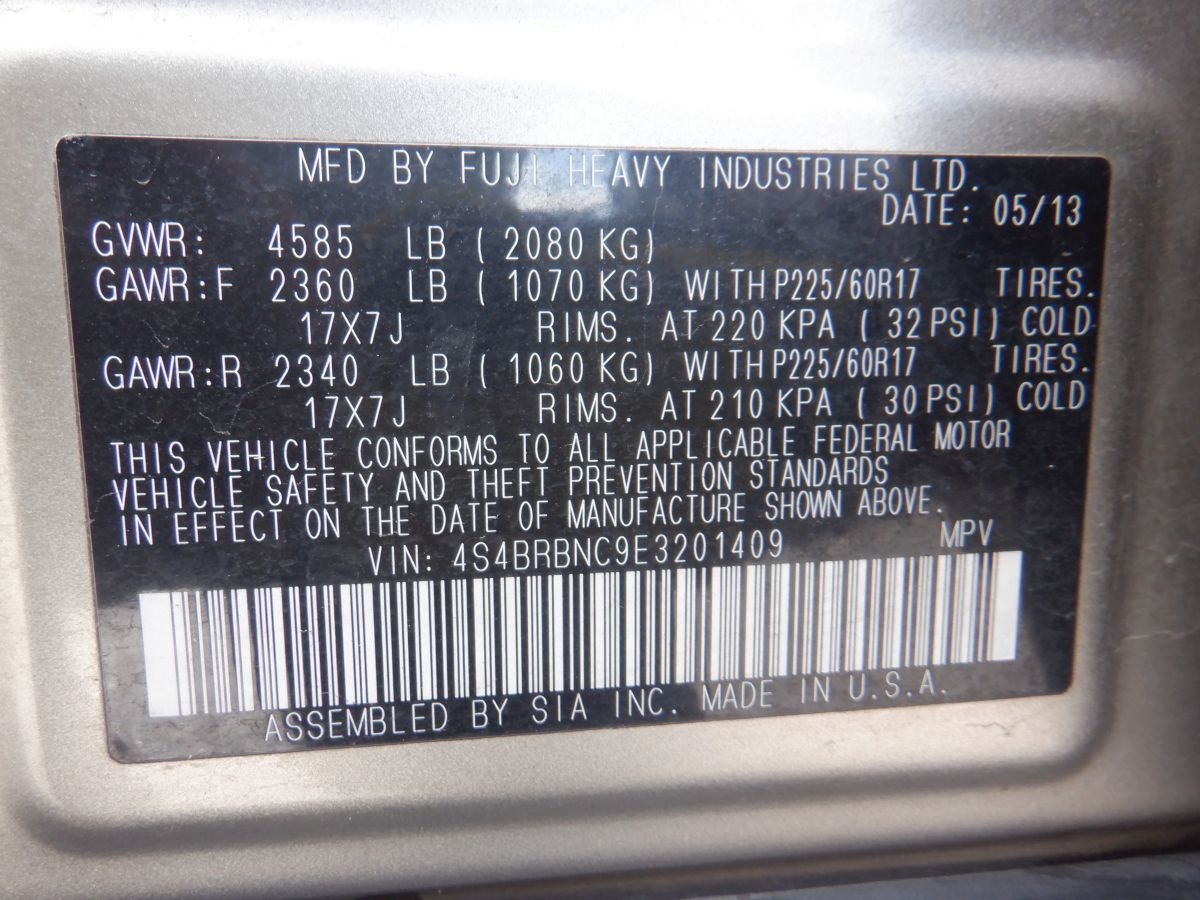 MFD BY FUJI HEAVY INDUSTRIES LTD.
DATE: 05/13
GVWR: 4585 LB ( 2080 KG)
GAWR:F 2360 LB ( 1070 KG) WITH P225/60R17 TIRES.
17X7J RIMS. AT 220 KPA ( 32 PSI) COLD
GAWR:R 2340 LB ( 1060 KG) WITH P225/60R17 TIRES.
17X7J RIMS. AT 210 KPA ( 30 PSI) COLD
THIS VEHICLE CONFORMS TO ALL APPLICABLE FEDERAL MOTOR
VEHICLE SAFETY AND THEFT PREVENTION STANDARDS
IN EFFECT ON THE DATE OF MANUFACTURE SHOWN ABOVE.
VIN: 4S4BRBNC9E3201409 MPV
ASSEMBLED BY SIA INC. MADE IN U.S.A.